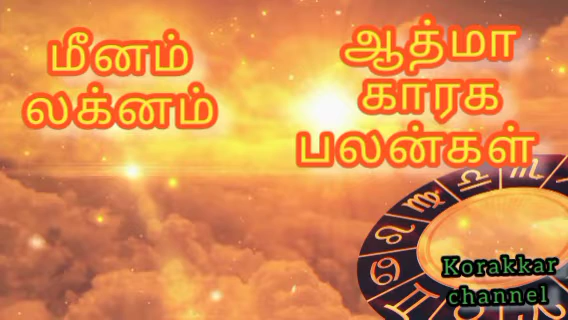 மீனம்
லக்னம்
ஆத்மா
காரக
பலன்கள்
Korakkar
channel